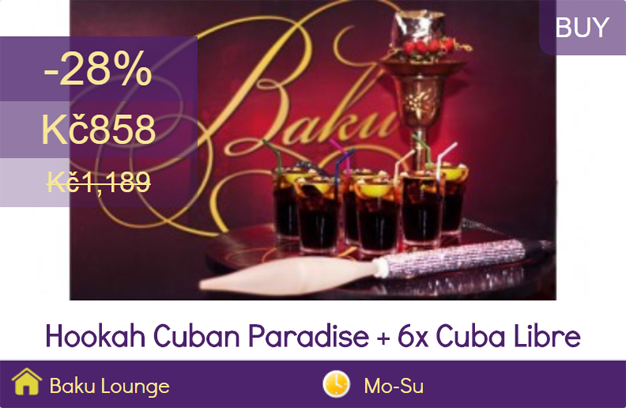 BUY
-28%
Kč858
Kč1,189
Baku
Hookah Cuban Paradise + 6x Cuba Libre
Baku Lounge
Mo-Su